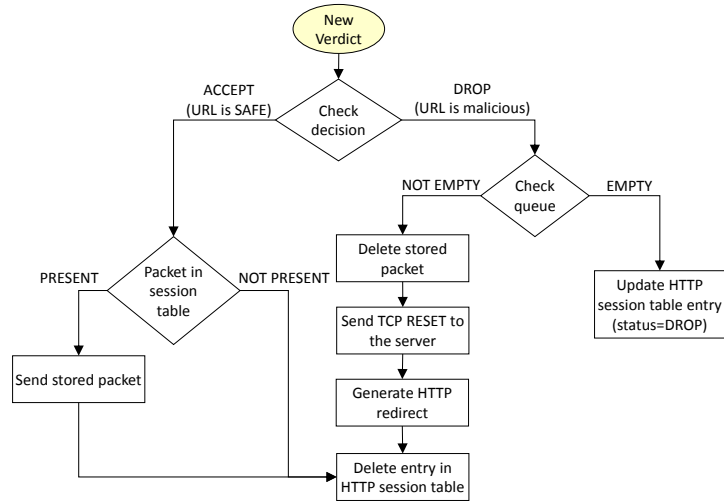 New
Verdict
ACCEPT
(URL is SAFE)
DROP
(URL is malicious)
Check
decision
NOT EMPTY
Check
queue
EMPTY
Delete stored
packet
PRESENT
Packet in
session
table
NOT PRESENT
Update HTTP
session table entry
(status=DROP)
Send TCP RESET to
the server
Send stored packet
Generate HTTP
redirect
Delete entry in
HTTP session table